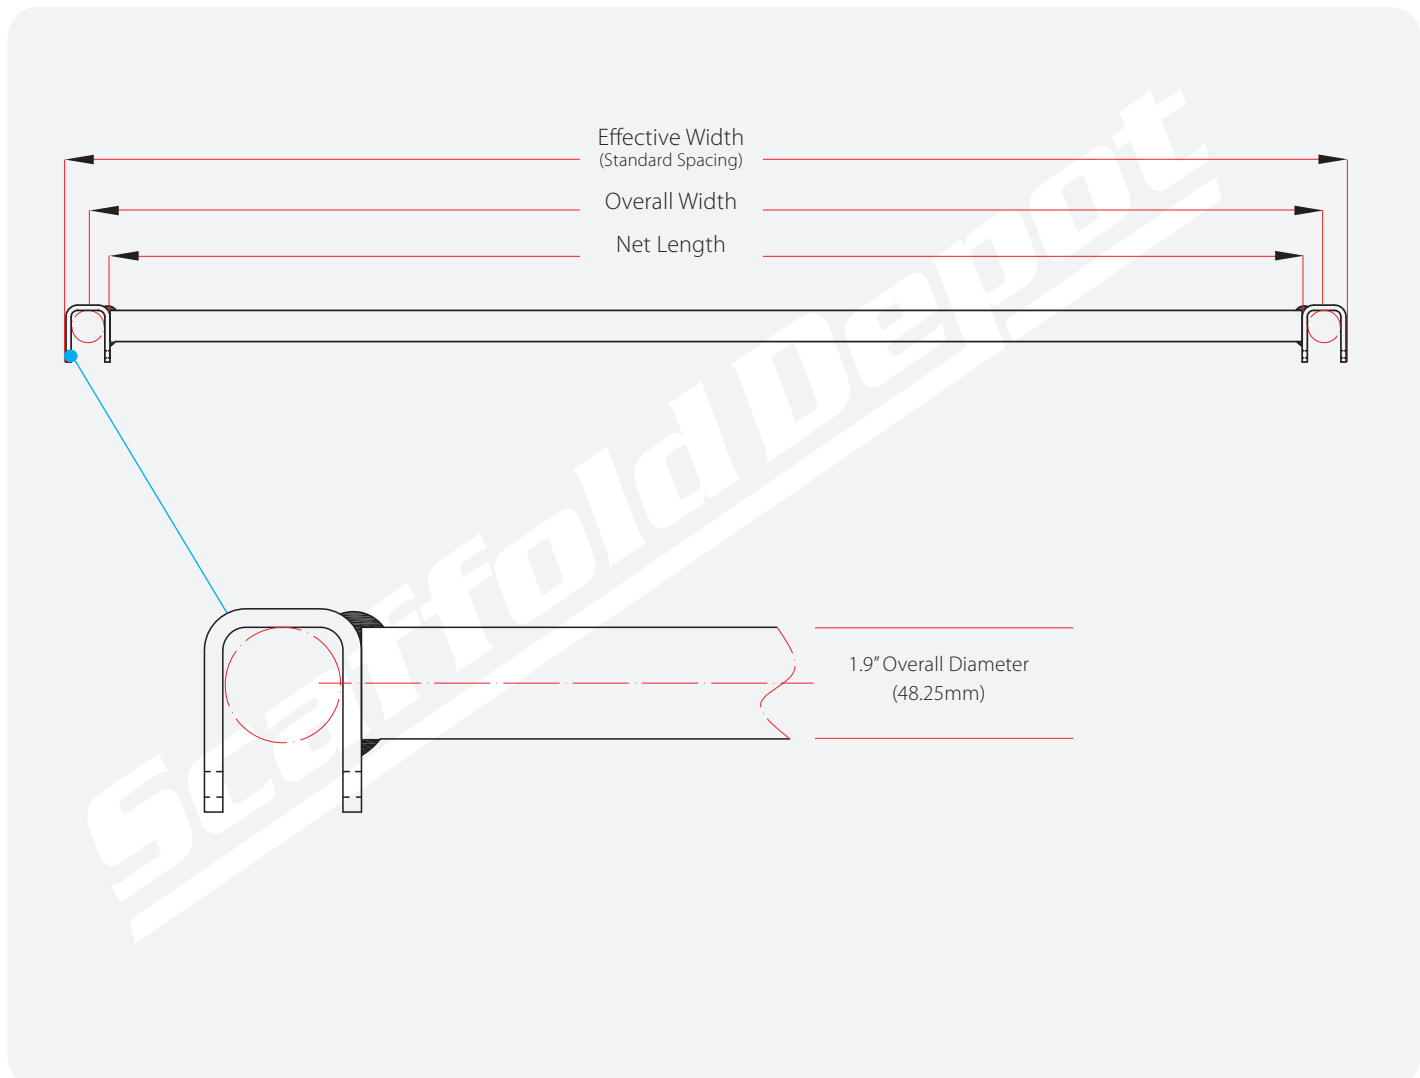 Effective Width
(Standard Spacing)
Overall Width
Net Length
1.9” Overall Diameter
(48.25mm)
Scaffold Depot